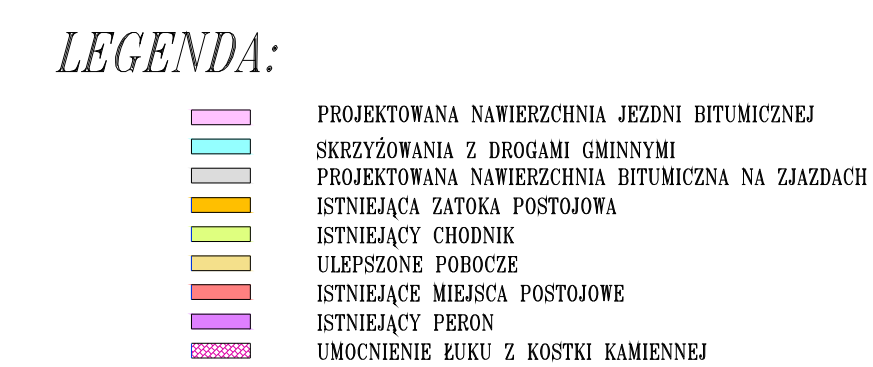 LEGENDA:
PROJEKTOWANA NAWIERZCHNIA JEZDNI BITUMICZNEJ
SKRZYŻOWANIA Z DROGAMI GMINNYMI
PROJEKTOWANA NAWIERZCHNIA BITUMICZNA NA ZJAZDACH
ISTNIEJĄCA ZATOKA POSTOJOWA
ISTNIEJĄCY CHODNIK
ULEPSZONE POBOCZE
ISTNIEJĄCE MIEJSCA POSTOJOWE
ISTNIEJĄCY PERON
UMOCNIENIE ŁUKU Z KOSTKI KAMIENNEJ